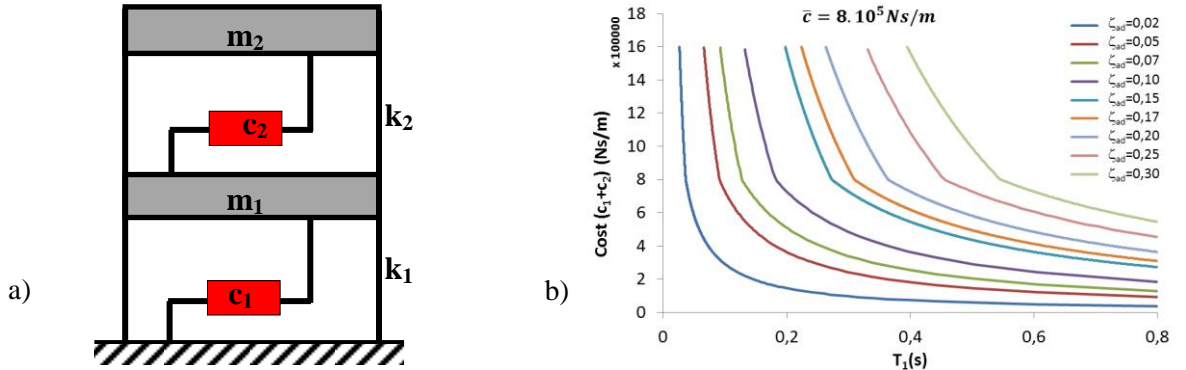 a)
m₂
c₂
k₂
m₁
c₁
k₁
b)
c̅ = 8.10⁵Ns/m
x 100000
Cost (c₁+c₂) (Ns/m)
18
16
14
12
10
8
6
4
2
0
0
0,2
0,4
0,6
0,8
T₁(s)
ζad=0,02
ζad=0,05
ζad=0,07
ζad=0,10
ζad=0,15
ζad=0,17
ζad=0,20
ζad=0,25
ζad=0,30